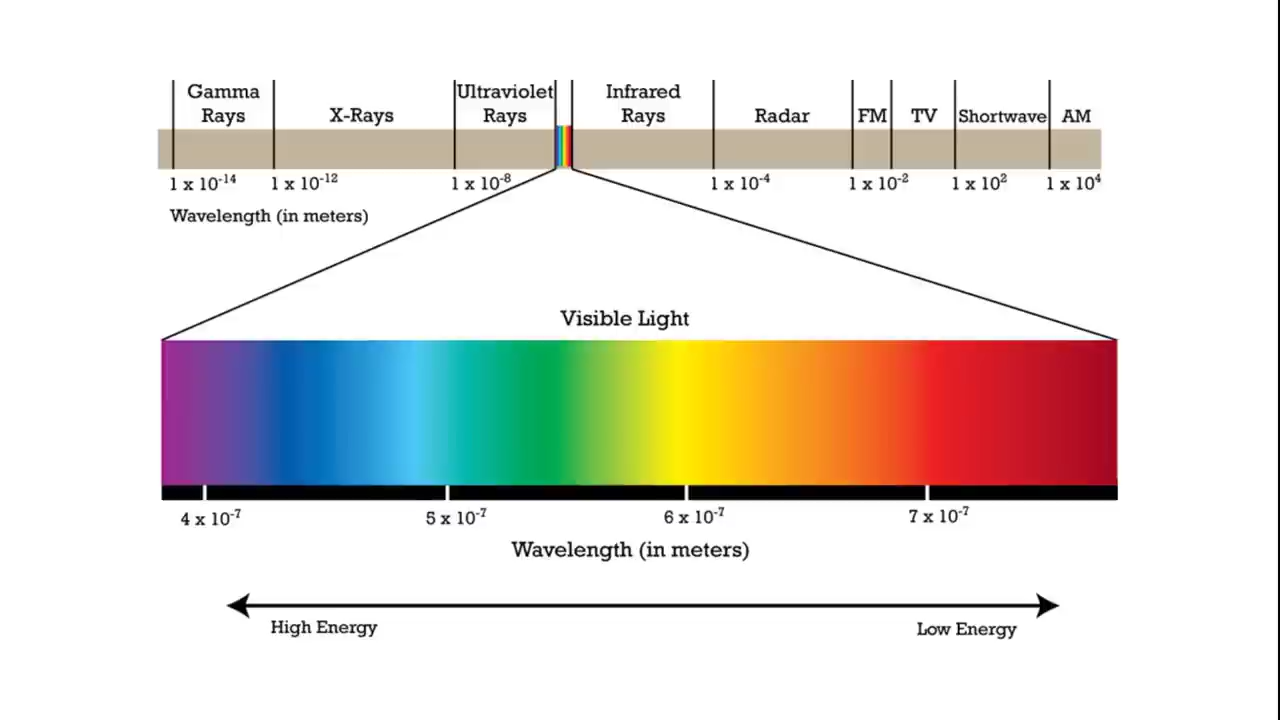 Gamma Rays
X-Rays
Ultraviolet Rays
Infrared Rays
Radar
FM
TV
Shortwave
AM
1 x 10⁻¹⁴
1 x 10⁻¹²
1 x 10⁻⁸
1 x 10⁻⁴
1 x 10⁻²
1 x 10²
1 x 10⁴
Wavelength (in meters)
Visible Light
4 x 10⁻⁷
5 x 10⁻⁷
6 x 10⁻⁷
7 x 10⁻⁷
Wavelength (in meters)
High Energy
Low Energy